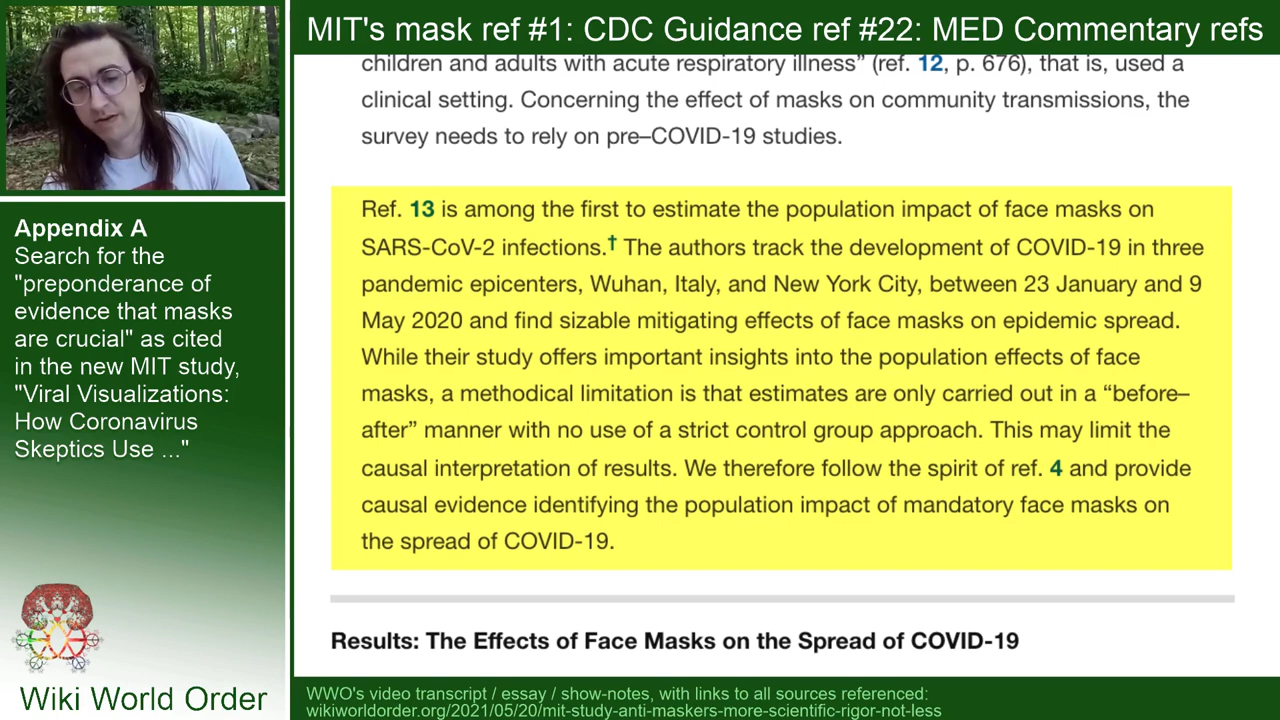 MIT's mask ref #1: CDC Guidance ref #22: MED Commentary refs
children and adults with acute respiratory illness” (ref. 12, p. 676), that is, used a
clinical setting. Concerning the effect of masks on community transmissions, the
survey needs to rely on pre–COVID-19 studies.
Ref. 13 is among the first to estimate the population impact of face masks on
SARS-CoV-2 infections.† The authors track the development of COVID-19 in three
pandemic epicenters, Wuhan, Italy, and New York City, between 23 January and 9
May 2020 and find sizable mitigating effects of face masks on epidemic spread.
While their study offers important insights into the population effects of face
masks, a methodical limitation is that estimates are only carried out in a “before–
after” manner with no use of a strict control group approach. This may limit the
causal interpretation of results. We therefore follow the spirit of ref. 4 and provide
causal evidence identifying the population impact of mandatory face masks on
the spread of COVID-19.
Results: The Effects of Face Masks on the Spread of COVID-19
Appendix A
Search for the
"preponderance of
evidence that masks
are crucial" as cited
in the new MIT study,
"Viral Visualizations:
How Coronavirus
Skeptics Use ..."
Wiki World Order
WWO's video transcript / essay / show-notes, with links to all sources referenced:
wikiworldorder.org/2021/05/20/mit-study-anti-maskers-more-scientific-rigor-not-less